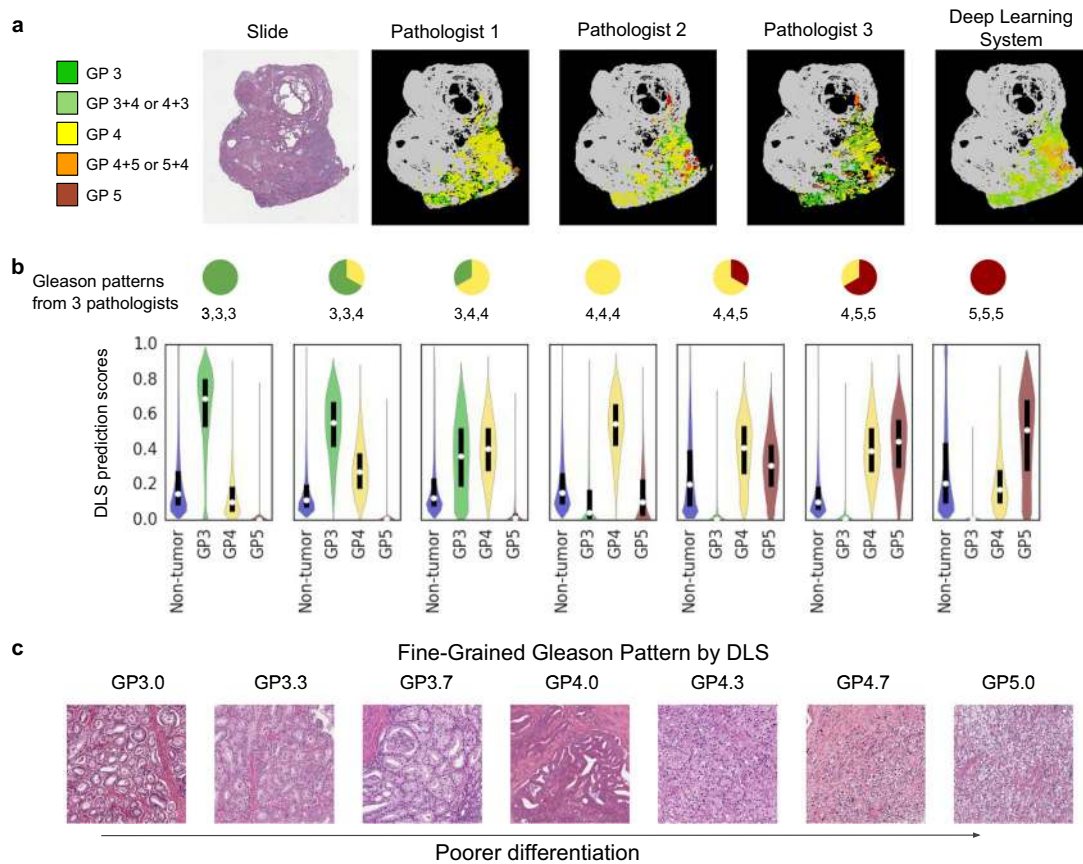 a
Slide
Pathologist 1
Pathologist 2
Pathologist 3
Deep Learning
System
GP 3
GP 3+4 or 4+3
GP 4
GP 4+5 or 5+4
GP 5
b
Gleason patterns
from 3 pathologists
3,3,3
3,3,4
3,4,4
4,4,4
4,4,5
4,5,5
5,5,5
DLS prediction scores
1.0
0.8
0.6
0.4
0.2
0.0
Non-tumor GP3 GP4 GP5
Non-tumor GP3 GP4 GP5
Non-tumor GP3 GP4 GP5
Non-tumor GP3 GP4 GP5
Non-tumor GP3 GP4 GP5
Non-tumor GP3 GP4 GP5
Non-tumor GP3 GP4 GP5
c
Fine-Grained Gleason Pattern by DLS
GP3.0
GP3.3
GP3.7
GP4.0
GP4.3
GP4.7
GP5.0
Poorer differentiation